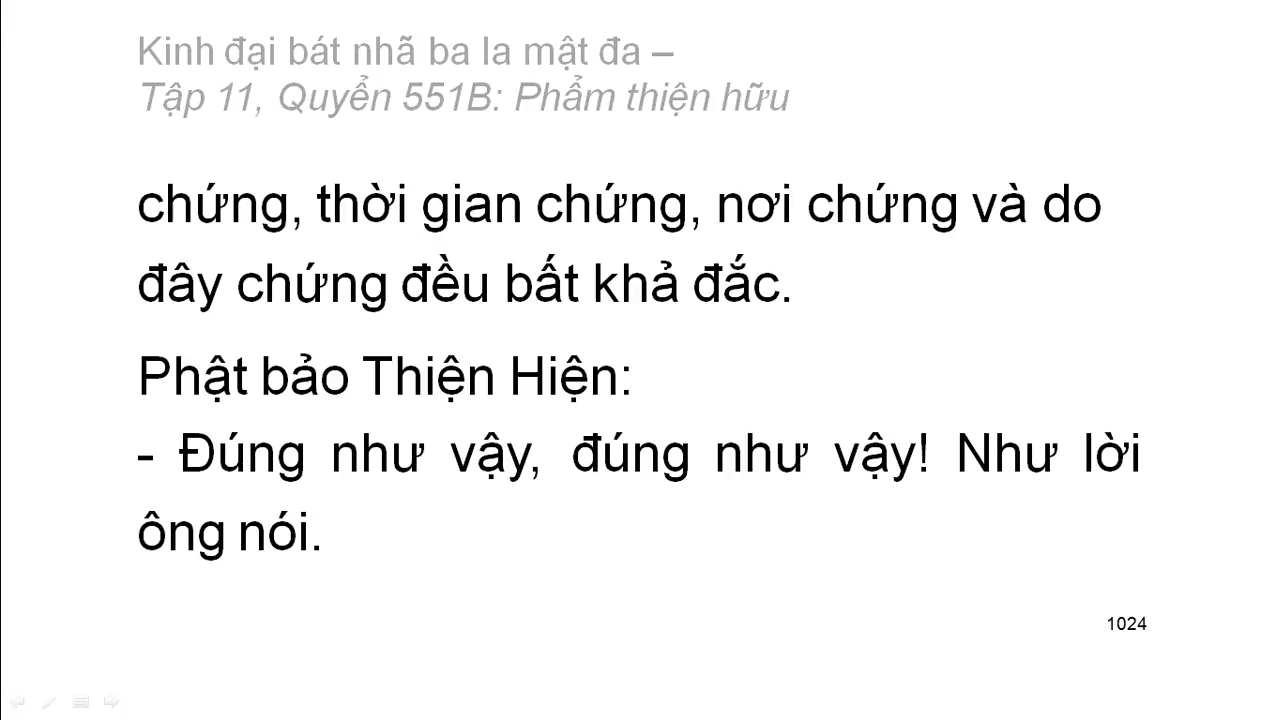 Kinh đại bát nhã ba la mật đa –
Tập 11, Quyển 551B: Phẩm thiện hữu
chứng, thời gian chứng, nơi chứng và do
đây chứng đều bất khả đắc.
Phật bảo Thiện Hiện:
- Đúng như vậy, đúng như vậy! Như lời
ông nói.
1024